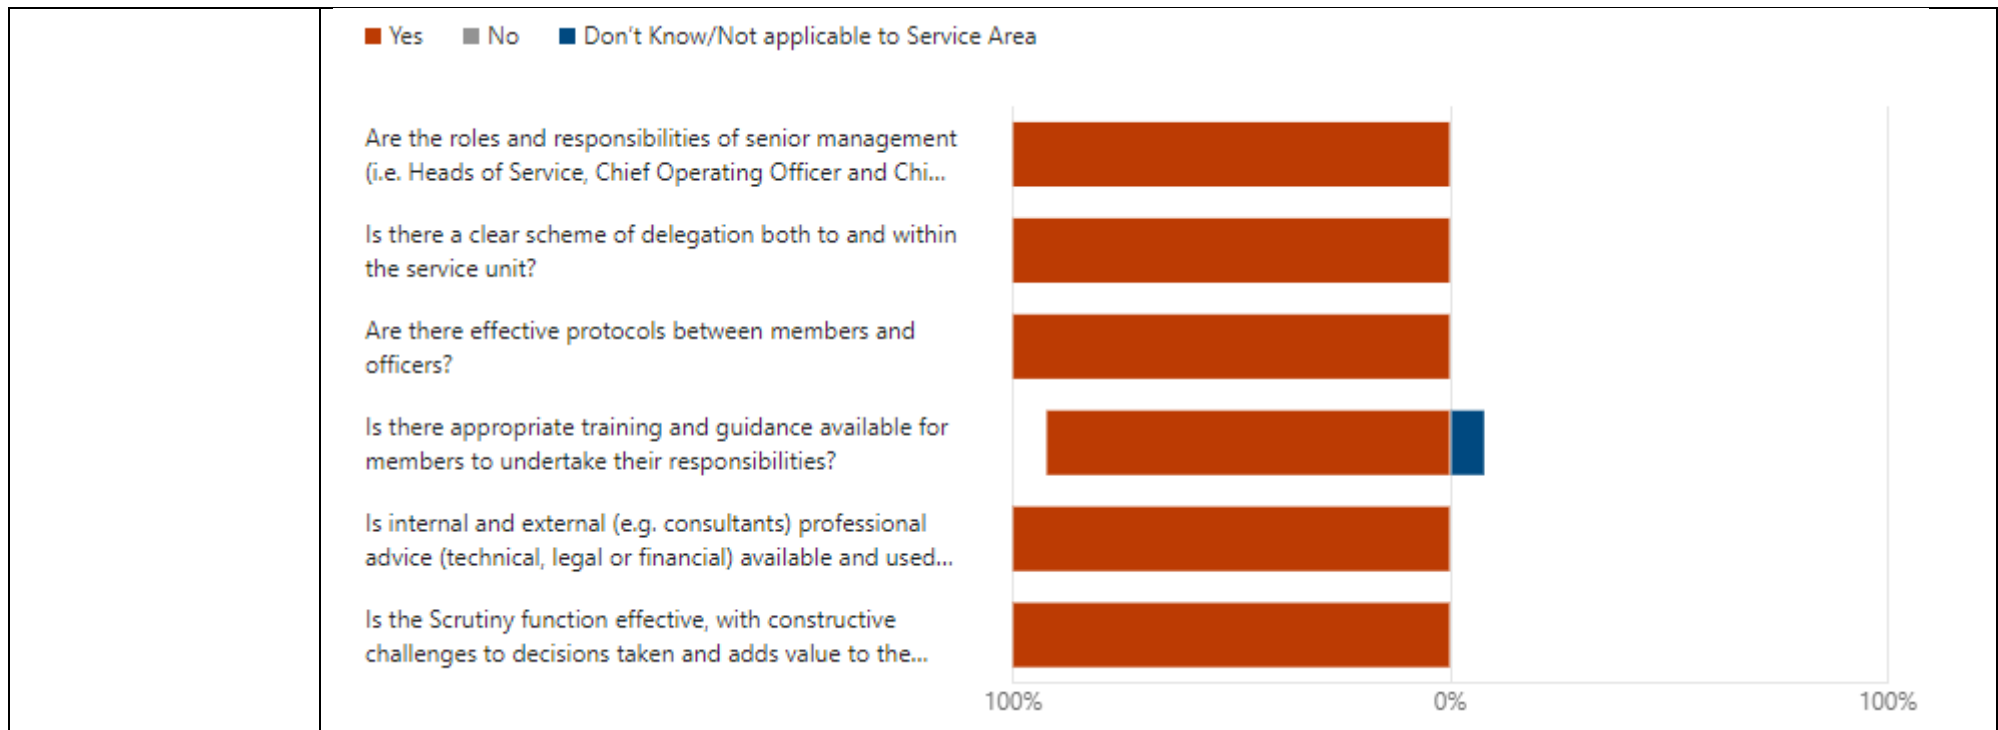 Yes No Don't Know/Not applicable to Service Area
Are the roles and responsibilities of senior management
(i.e. Heads of Service, Chief Operating Officer and Chi...
Is there a clear scheme of delegation both to and within
the service unit?
Are there effective protocols between members and
officers?
Is there appropriate training and guidance available for
members to undertake their responsibilities?
Is internal and external (e.g. consultants) professional
advice (technical, legal or financial) available and used...
Is the Scrutiny function effective, with constructive
challenges to decisions taken and adds value to the...
100% 0% 100%